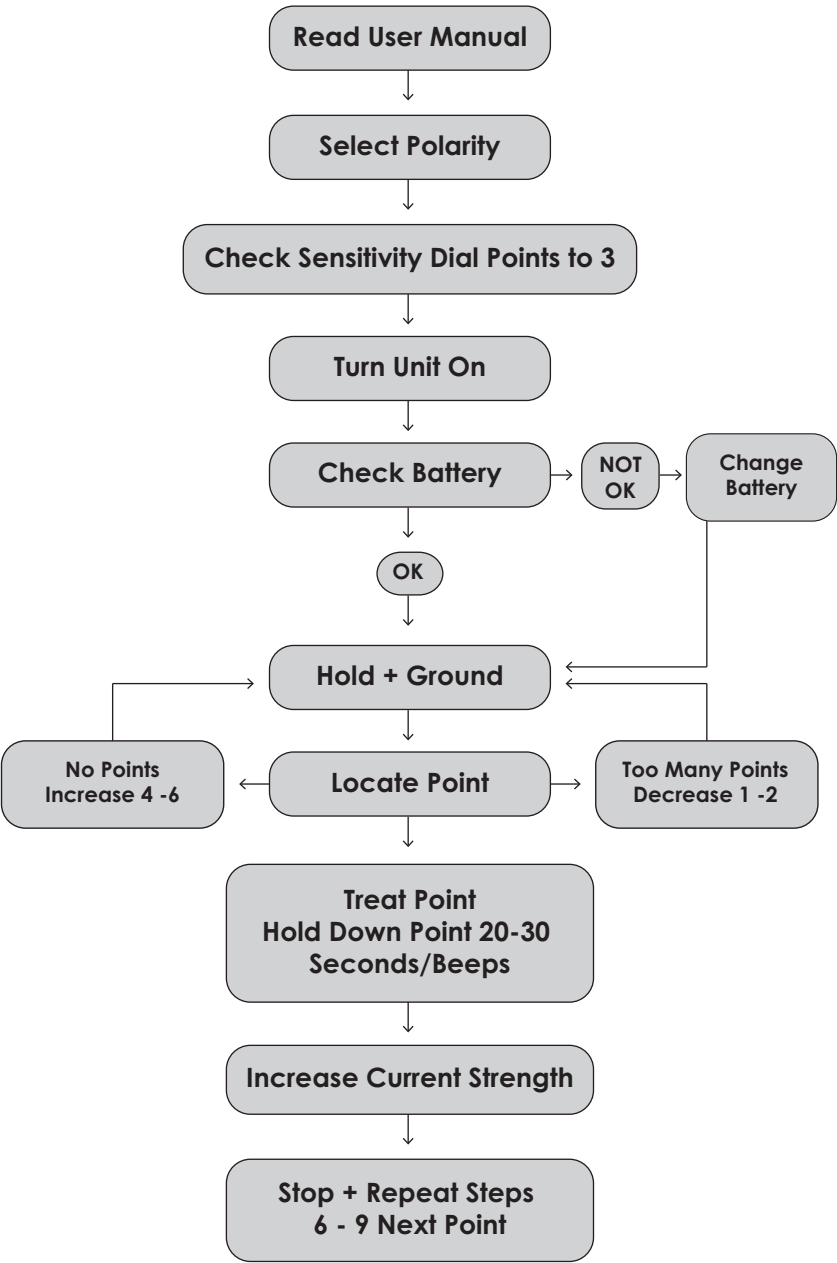 Read User Manual
Select Polarity
Check Sensitivity Dial Points to 3
Turn Unit On
Check Battery
NOT
OK
Change
Battery
OK
Hold + Ground
No Points
Increase 4 -6
Locate Point
Too Many Points
Decrease 1 -2
Treat Point
Hold Down Point 20-30
Seconds/Beeps
Increase Current Strength
Stop + Repeat Steps
6 - 9 Next Point